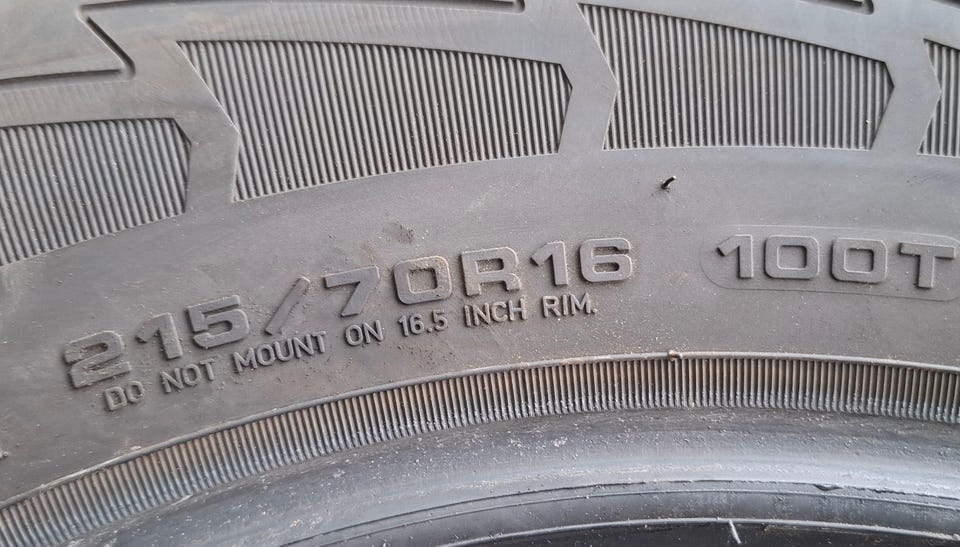 215/70R16 100T
DO NOT MOUNT ON 16.5 INCH RIM.